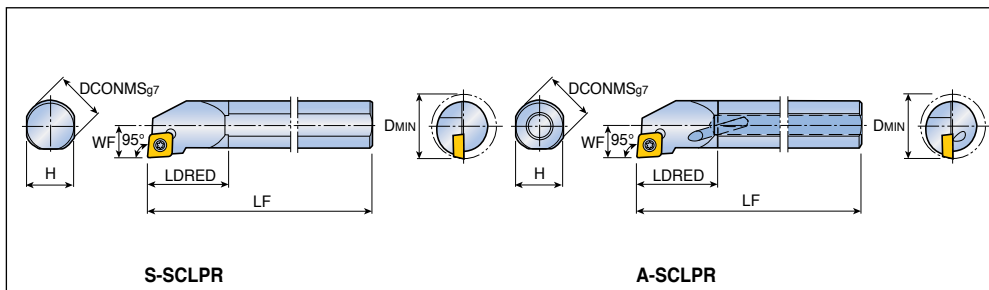 DCONMSg7
WF
95°
H
LDRED
LF
DMIN
S-SCLPR
DCONMSg7
WF
95°
H
LDRED
LF
DMIN
A-SCLPR